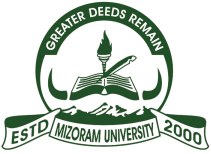 GREATER DEEDS REMAIN
ESTD MIZORAM UNIVERSITY 2000